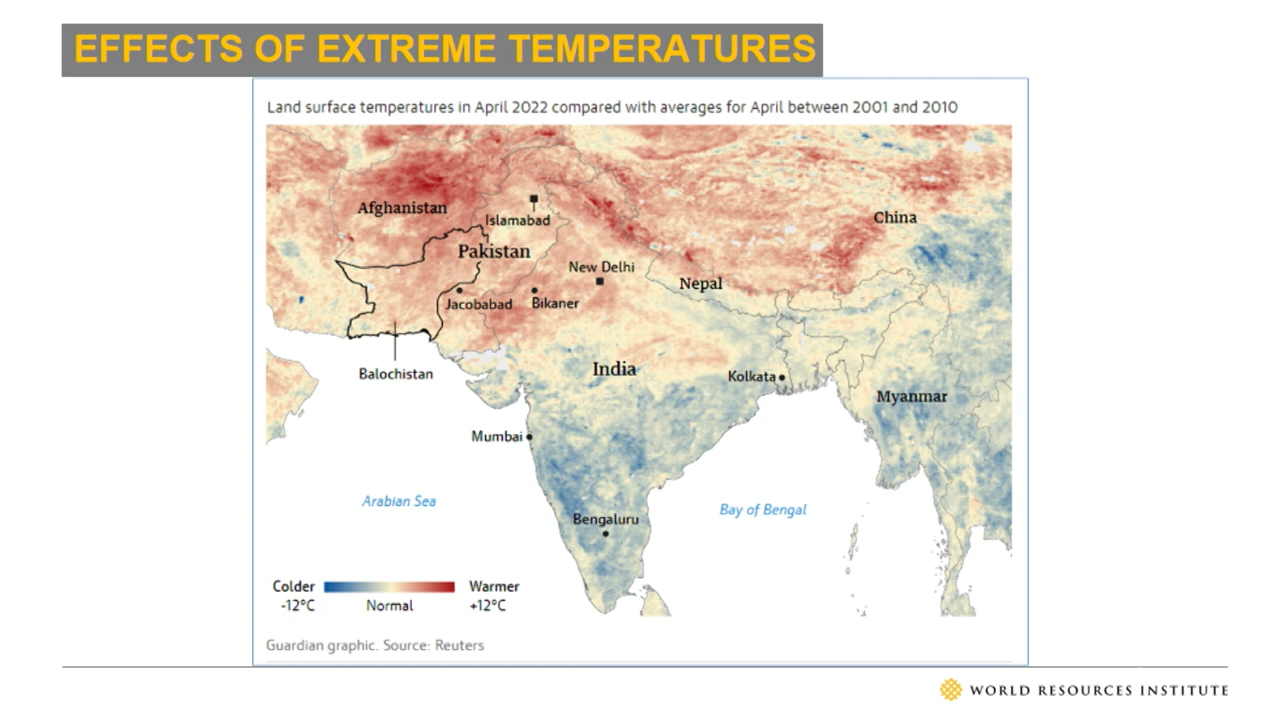 EFFECTS OF EXTREME TEMPERATURES
Land surface temperatures in April 2022 compared with averages for April between 2001 and 2010
Afghanistan
Islamabad
China
Pakistan
New Delhi
Nepal
Jacobabad
Bikaner
Balochistan
India
Kolkata
Myanmar
Mumbai
Arabian Sea
Bay of Bengal
Bengaluru
Colder
Warmer
-12°C
Normal
+12°C
Guardian graphic. Source: Reuters
WORLD RESOURCES INSTITUTE